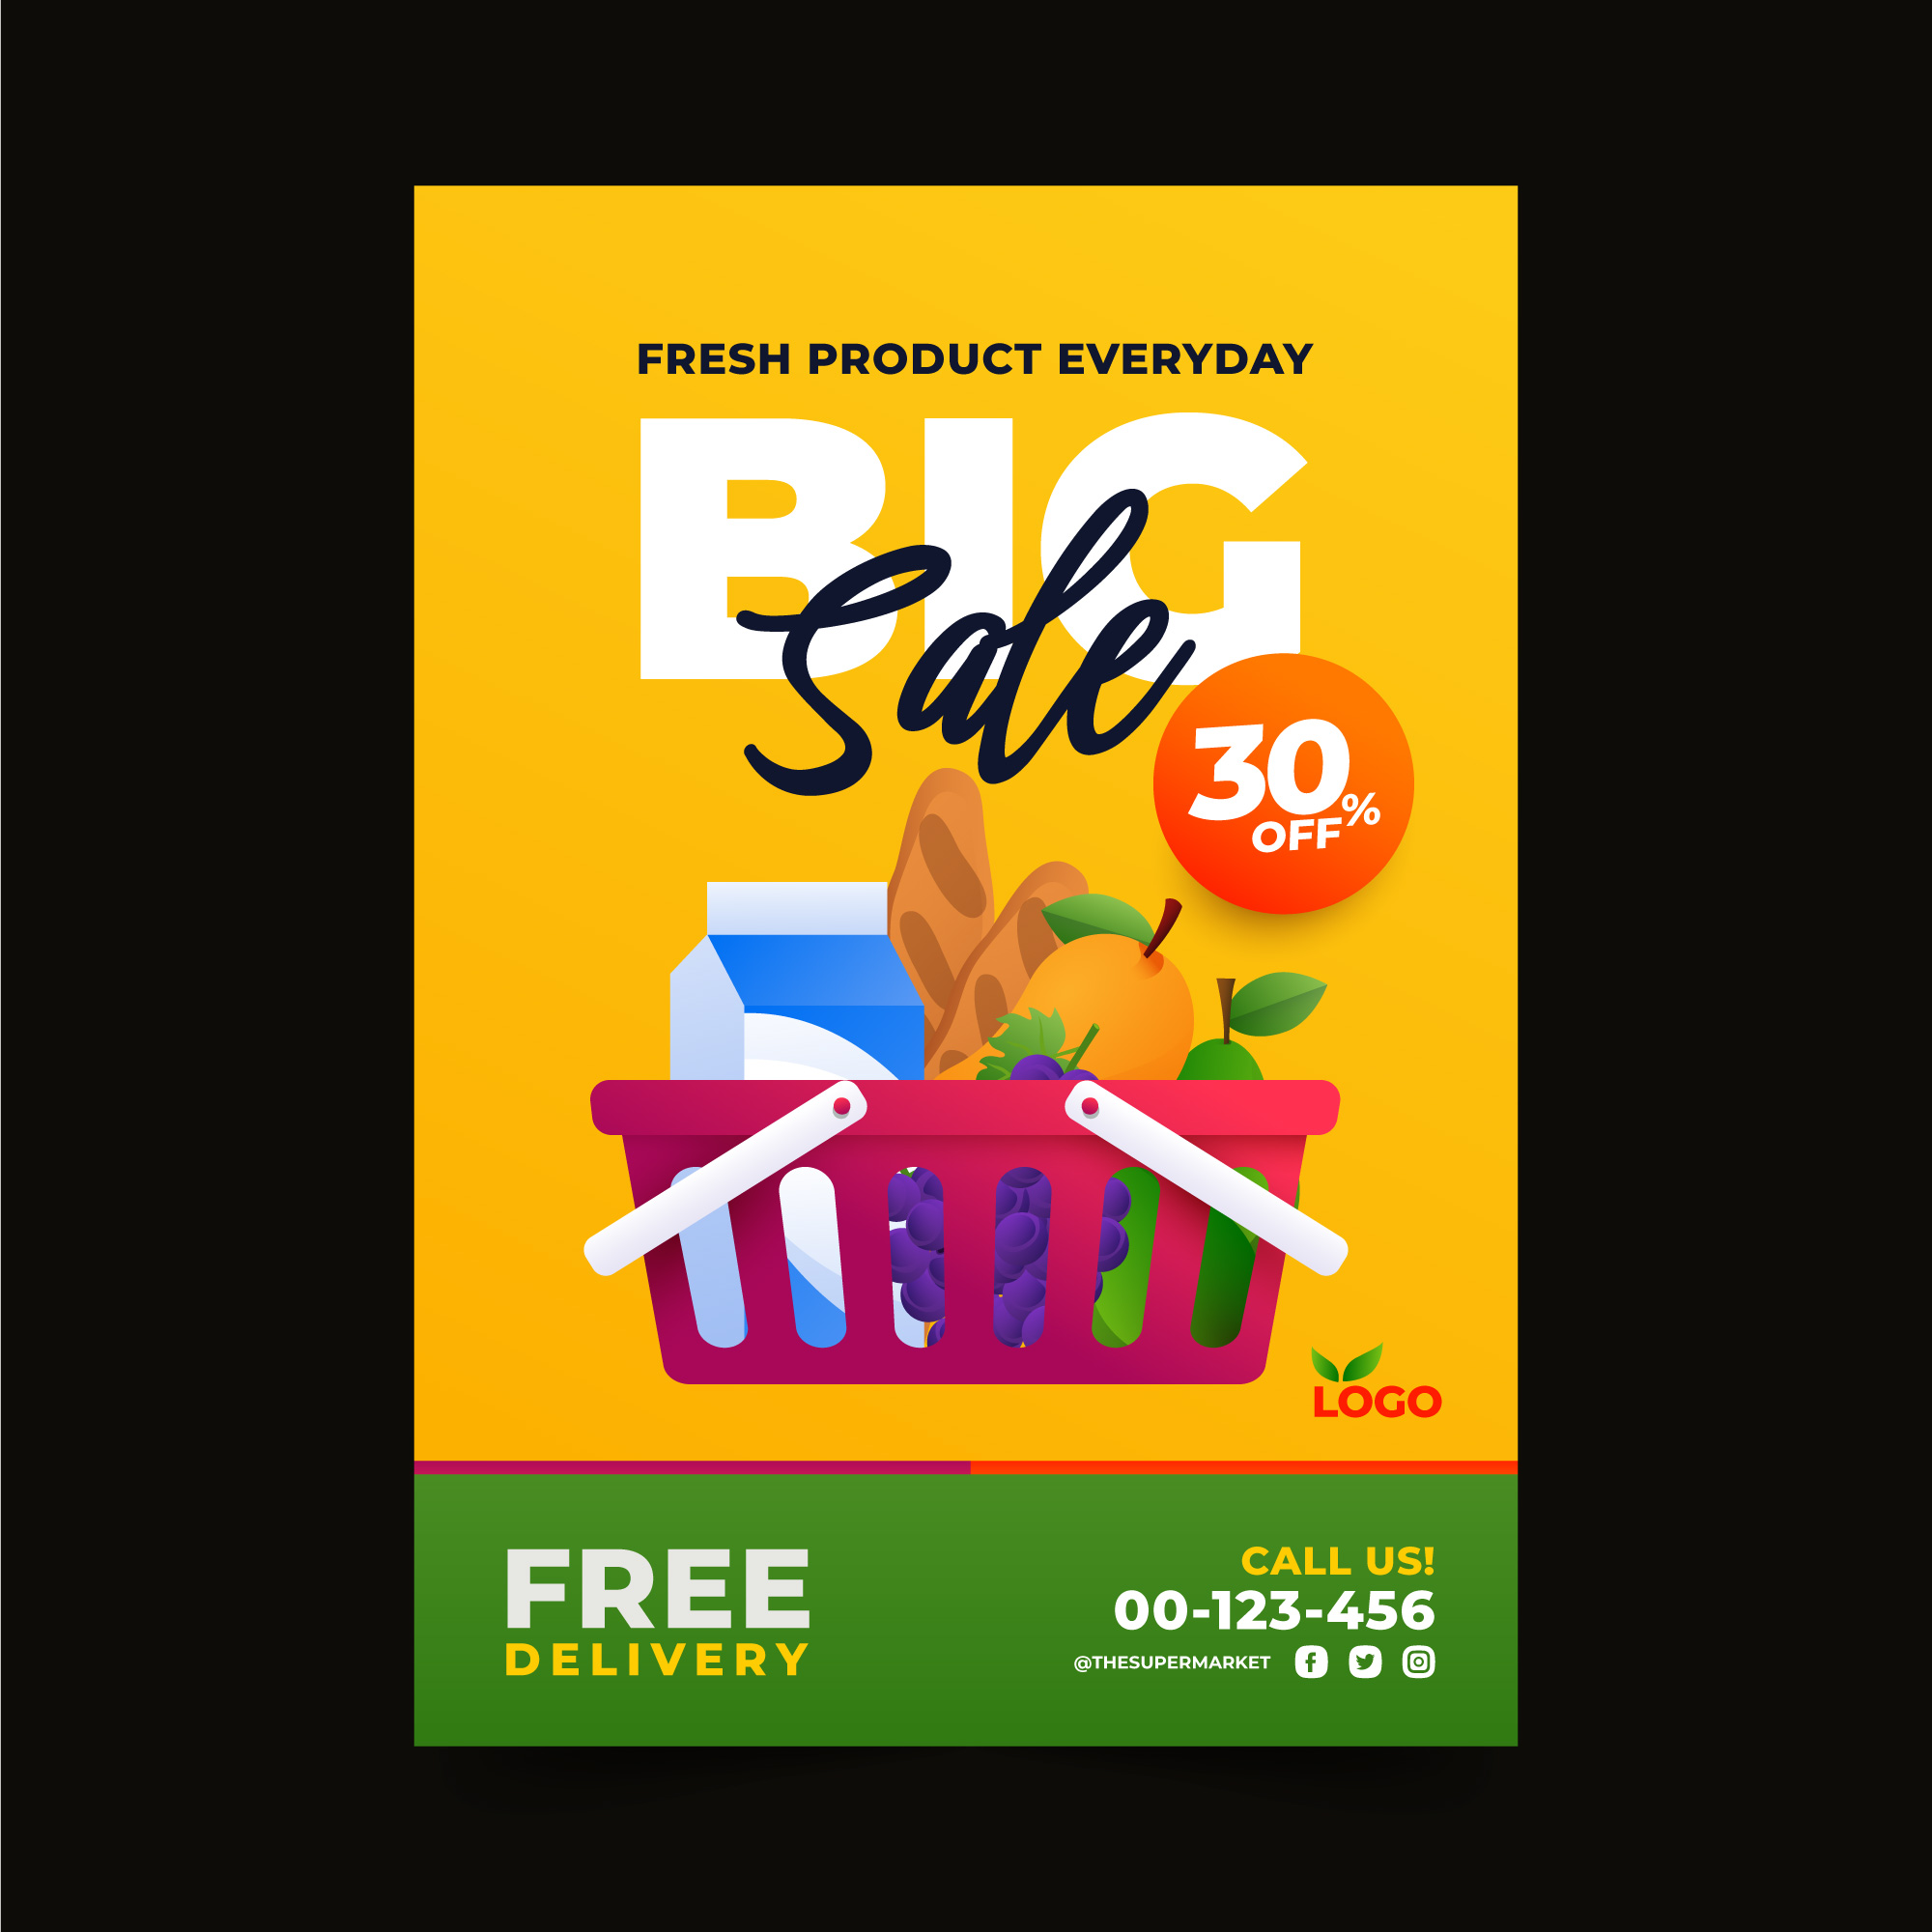 FRESH PRODUCT EVERYDAY
BIG
Sale
30%
OFF
LOGO
FREE
DELIVERY
CALL US!
00-123-456
@THESUPERMARKET